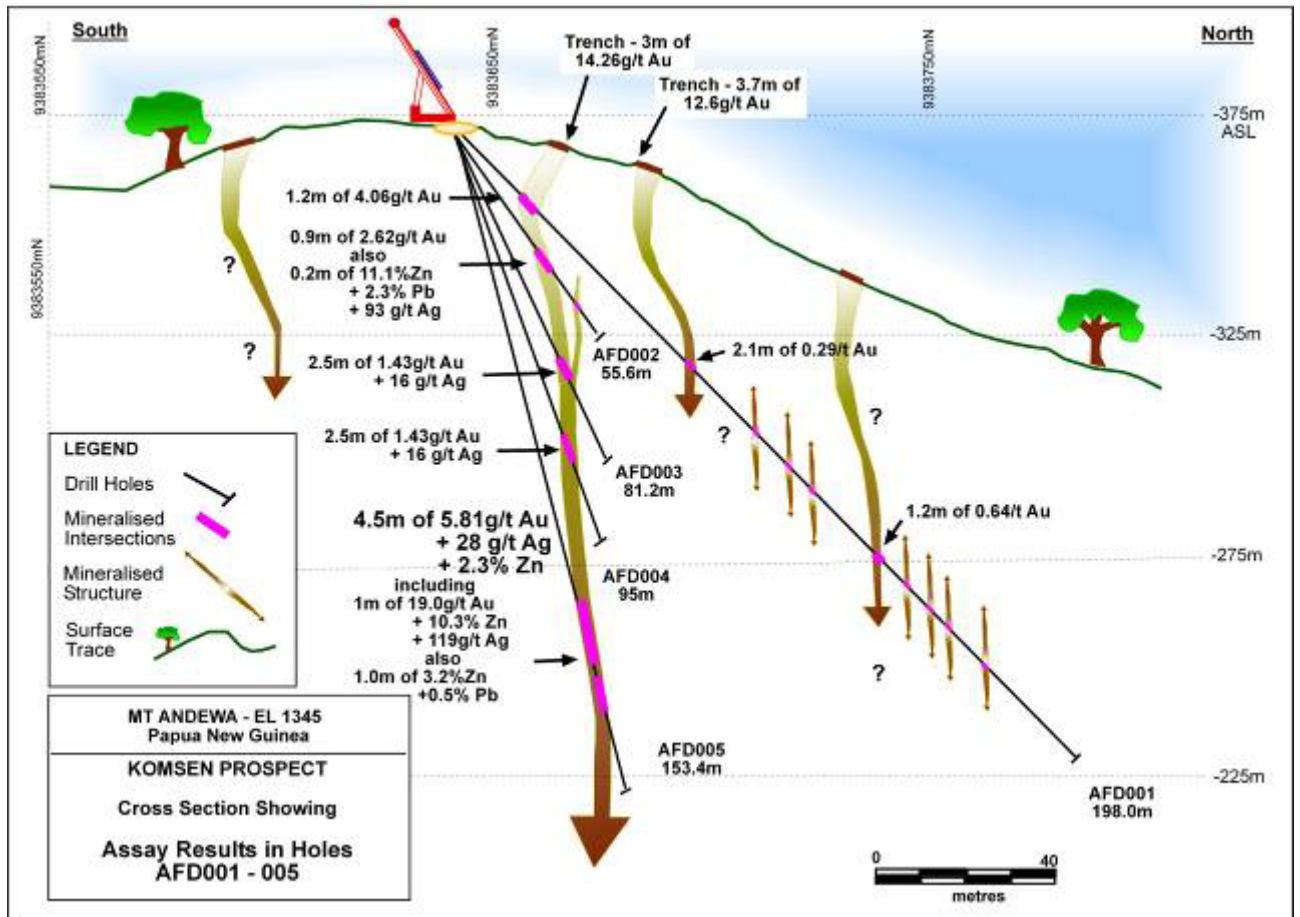 South
North
9383550mN
9383650mN
9383750mN
Trench - 3m of
14.26g/t Au
Trench - 3.7m of
12.6g/t Au
-375m
ASL
1.2m of 4.06g/t Au
0.9m of 2.62g/t Au
also
0.2m of 11.1%Zn
+ 2.3% Pb
+ 93 g/t Ag
9383550mN
?
?
-325m
AFD002
55.6m
2.1m of 0.29/t Au
2.5m of 1.43g/t Au
+ 16 g/t Ag
?
?
2.5m of 1.43g/t Au
+ 16 g/t Ag
AFD003
81.2m
1.2m of 0.64/t Au
4.5m of 5.81g/t Au
+ 28 g/t Ag
+ 2.3% Zn
including
1m of 19.0g/t Au
+ 10.3% Zn
+ 119g/t Ag
also
1.0m of 3.2%Zn
+0.5% Pb
-275m
AFD004
95m
?
AFD005
153.4m
-225m
AFD001
198.0m
LEGEND
Drill Holes
Mineralised
Intersections
Mineralised
Structure
Surface
Trace
MT ANDEWA - EL 1345
Papua New Guinea
KOMSEN PROSPECT
Cross Section Showing
Assay Results in Holes
AFD001 - 005
0 40
metres